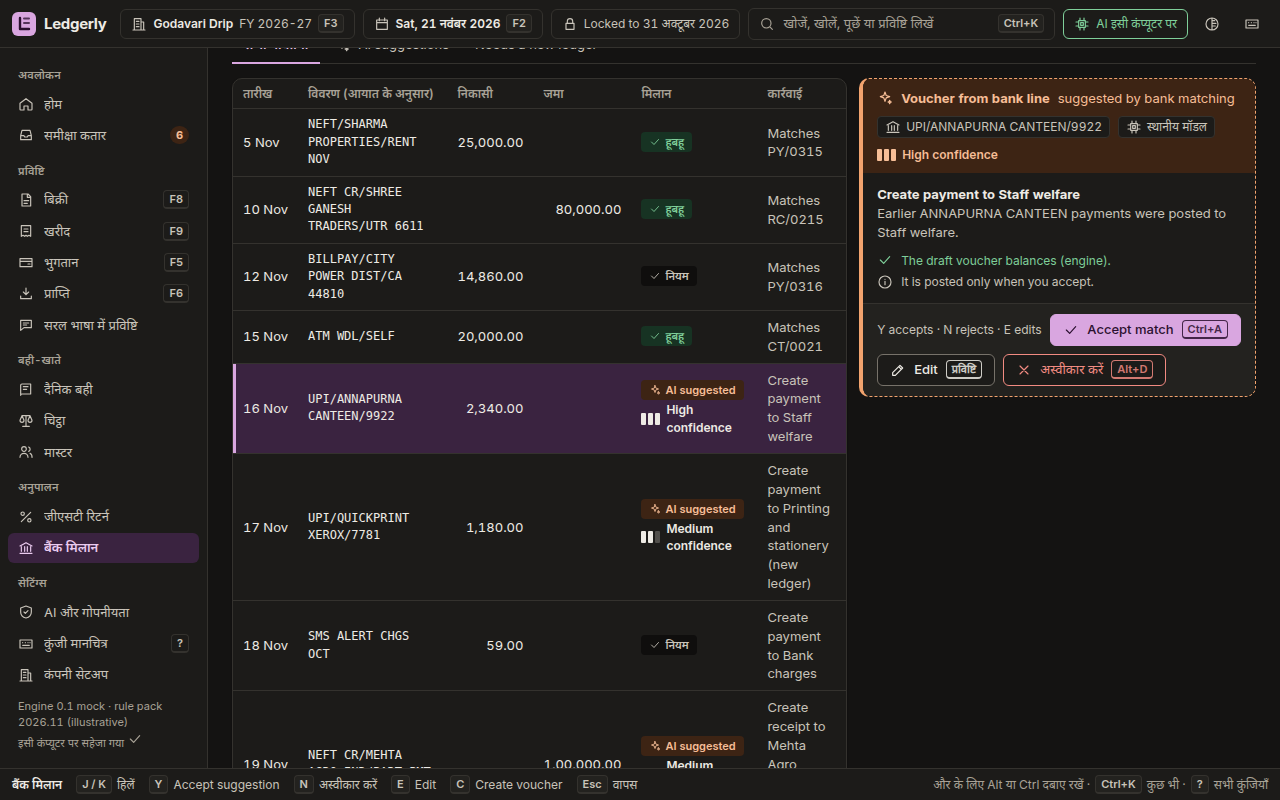 Ledgerly
Godavari Drip FY 2026-27 F3
Sat, 21 नवंबर 2026 F2
Locked to 31 अक्टूबर 2026
खोजें, खोलें, पूछें या प्रविष्टि लिखें Ctrl+K
AI इसी कंप्यूटर पर
अवलोकन
होम
समीक्षा कतार 6
प्रविष्टि
बिक्री F8
खरीद F9
भुगतान F5
प्राप्ति F6
सरल भाषा में प्रविष्टि
बही-खाते
दैनिक बही
चिट्ठा
मास्टर
अनुपालन
जीएसटी रिटर्न
बैंक मिलान
सेटिंग्स
AI और गोपनीयता
कुंजी मानचित्र ?
कंपनी सेटअप
Engine 0.1 mock · rule pack
2026.11 (illustrative)
इसी कंप्यूटर पर सहेजा गया
तारीख विवरण (आयात के अनुसार) निकासी जमा मिलान कार्रवाई
5 Nov
NEFT/SHARMA
PROPERTIES/RENT
NOV
25,000.00
हूबहू
Matches
PY/0315
10 Nov
NEFT CR/SHREE
GANESH
TRADERS/UTR 6611
80,000.00
हूबहू
Matches
RC/0215
12 Nov
BILLPAY/CITY
POWER DIST/CA
44810
14,860.00
नियम
Matches
PY/0316
15 Nov
ATM WDL/SELF
20,000.00
हूबहू
Matches
CT/0021
16 Nov
UPI/ANNAPURNA
CANTEEN/9922
2,340.00
AI suggested
High
confidence
Create
payment
to Staff
welfare
17 Nov
UPI/QUICKPRINT
XEROX/7781
1,180.00
AI suggested
Medium
confidence
Create
payment
to Printing
and
stationery
(new
ledger)
18 Nov
SMS ALERT CHGS
OCT
59.00
नियम
Create
payment
to Bank
charges
19 Nov
NEFT CR/MEHTA
1,00,000.00
AI suggested
Medium
Create
receipt to
Mehta
Agro
Voucher from bank line suggested by bank matching
UPI/ANNAPURNA CANTEEN/9922 स्थानीय मॉडल
High confidence
Create payment to Staff welfare
Earlier ANNAPURNA CANTEEN payments were posted to
Staff welfare.
The draft voucher balances (engine).
It is posted only when you accept.
Y accepts · N rejects · E edits Accept match Ctrl+A
Edit प्रविष्टि अस्वीकार करें Alt+D
बैंक मिलान J / K हिलें Y Accept suggestion N अस्वीकार करें E Edit C Create voucher Esc वापस
और के लिए Alt या Ctrl दबाए रखें · Ctrl+K कुछ भी · ? सभी कुंजियाँ